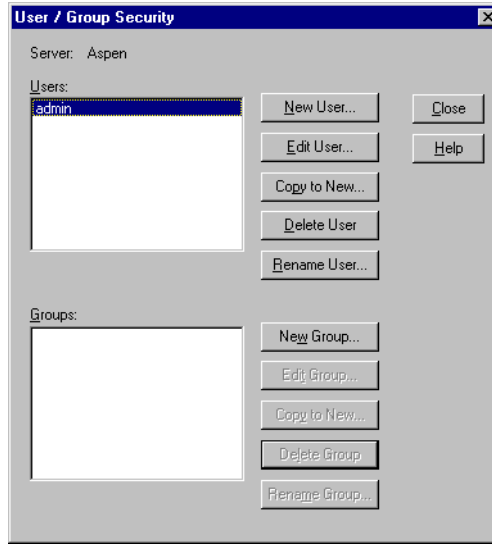 User / Group Security
Server: Aspen
Users:
admin
New User...
Edit User...
Copy to New...
Delete User
Rename User...
Close
Help
Groups:
New Group...
Edit Group...
Copy to New...
Delete Group
Rename Group...